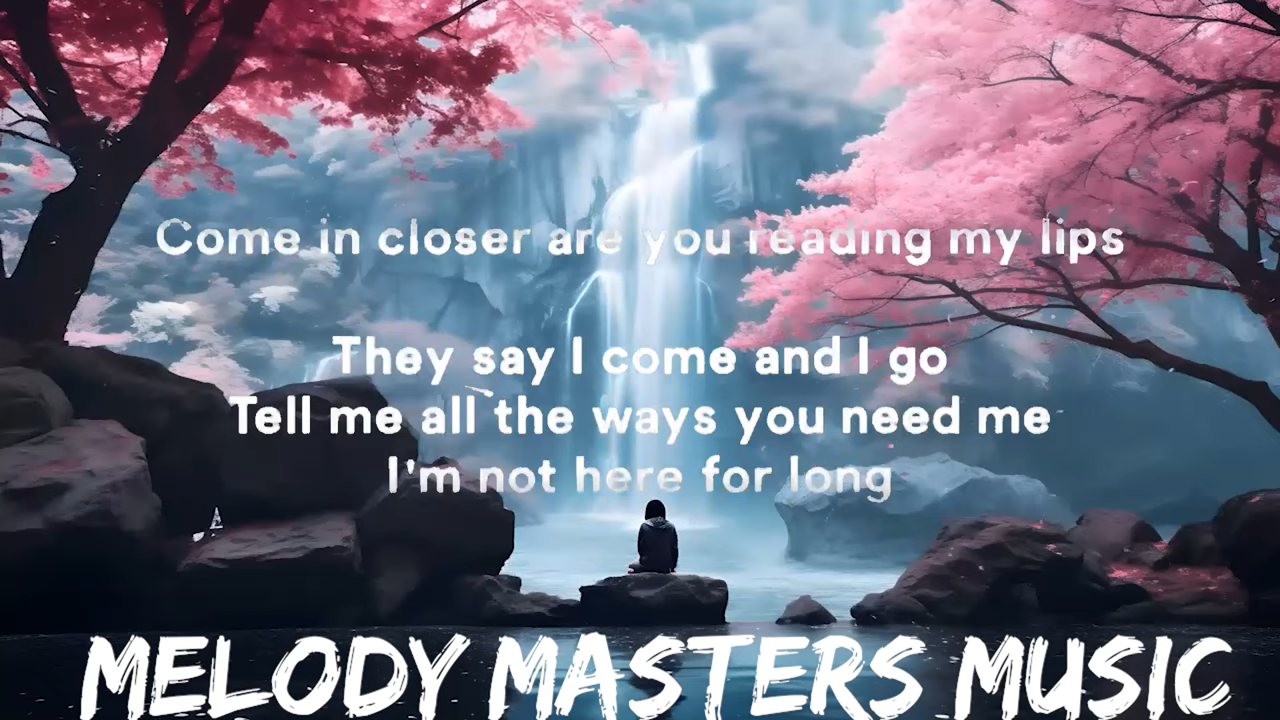 Come in closer are you reading my lips
They say I come and I go
Tell me all the ways you need me
I'm not here for long
MELODY MASTERS MUSIC